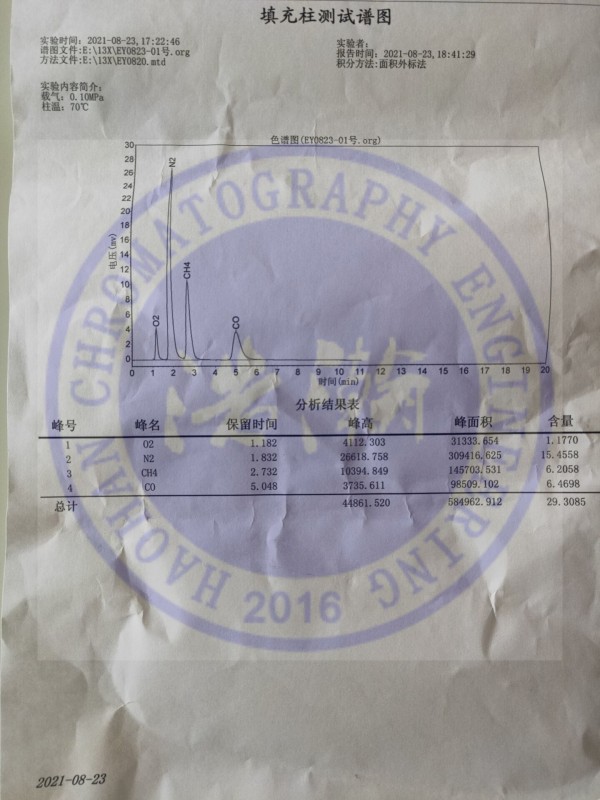 填充柱测试谱图
实验时间: 2021-08-23,17:22:46
谱图文件:E:\13X\EY0823-01号.org
方法文件:E:\13X\EY0820.mtd
实验者:
报告时间: 2021-08-23,18:41:29
积分方法:面积外标法
实验内容简介:
载气: 0.10MPa
柱温: 70℃
色谱图(EY0823-01号.org)
电压(mv)
30
28
26
24
22
20
18
16
14
12
10
8
6
4
2
0
O2
N2
CH4
CO
0 1 2 3 4 5 6 7 8 9 10 11 12 13 14 15 16 17 18 19 20
时间(min)
分析结果表
峰号 峰名 保留时间 峰高 峰面积 含量
1 O2 1.182 4112.303 31333.654 1.1770
2 N2 1.832 26618.758 309416.625 15.4558
3 CH4 2.732 10394.849 145703.531 6.2058
4 CO 5.048 3735.611 98509.102 6.4698
总计 44861.520 584962.912 29.3085
HAOHAN CHROMATOGRAPHY ENGINEERING
浩瀚
2016
2021-08-23